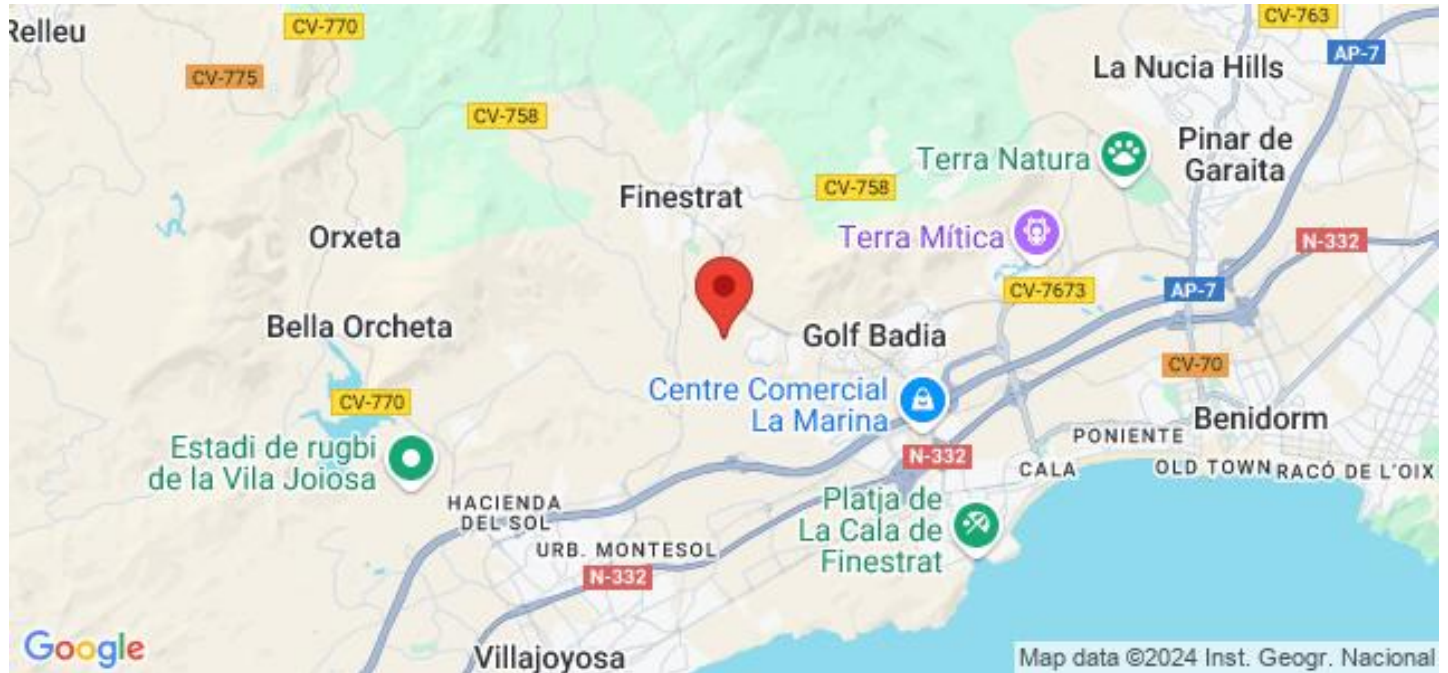 Relleu
CV-770
CV-763
AP-7
La Nucia Hills
CV-775
CV-758
Pinar de
Garaita
Terra Natura
Finestrat
CV-758
Orxeta
Terra Mítica
N-332
CV-7673
AP-7
Bella Orcheta
Golf Badia
CV-70
Centre Comercial
La Marina
CV-770
Benidorm
PONIENTE
Estadi de rugbi
de la Vila Joiosa
N-332
CALA
OLD TOWN
RACÓ DE L'OIX
HACIENDA
DEL SOL
Platja de
La Cala de
Finestrat
URB. MONTESOL
N-332
Google
Villajoyosa
Map data ©2024 Inst. Geogr. Nacional